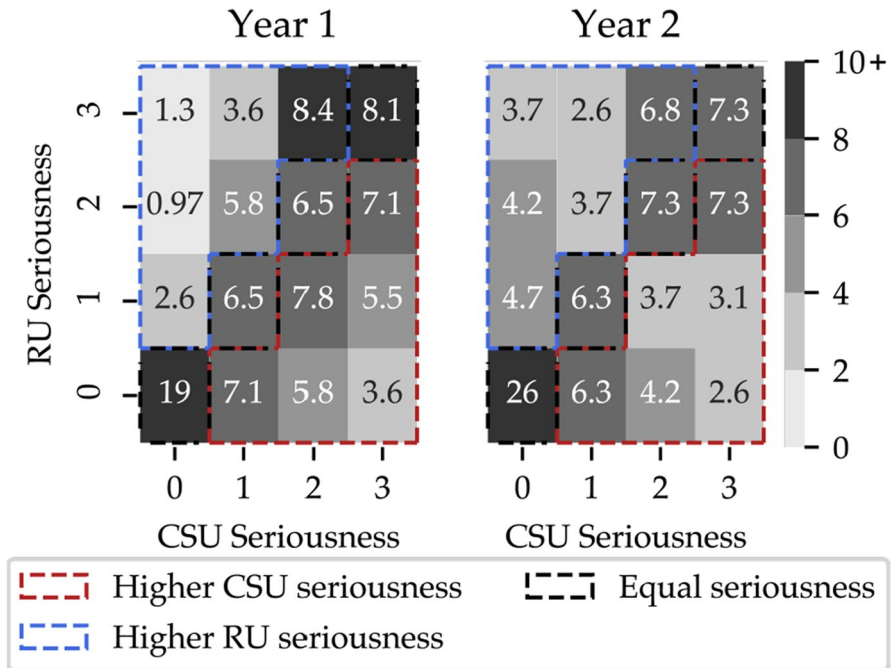 Year 1 Year 2
10+
3 1.3 3.6 8.4 8.1 3.7 2.6 6.8 7.3
8
2 0.97 5.8 6.5 7.1 4.2 3.7 7.3 7.3
6
RU Seriousness
4
1 2.6 6.5 7.8 5.5 4.7 6.3 3.7 3.1
2
0 19 7.1 5.8 3.6 26 6.3 4.2 2.6
0
0 1 2 3 0 1 2 3
CSU Seriousness CSU Seriousness
Higher CSU seriousness Equal seriousness
Higher RU seriousness